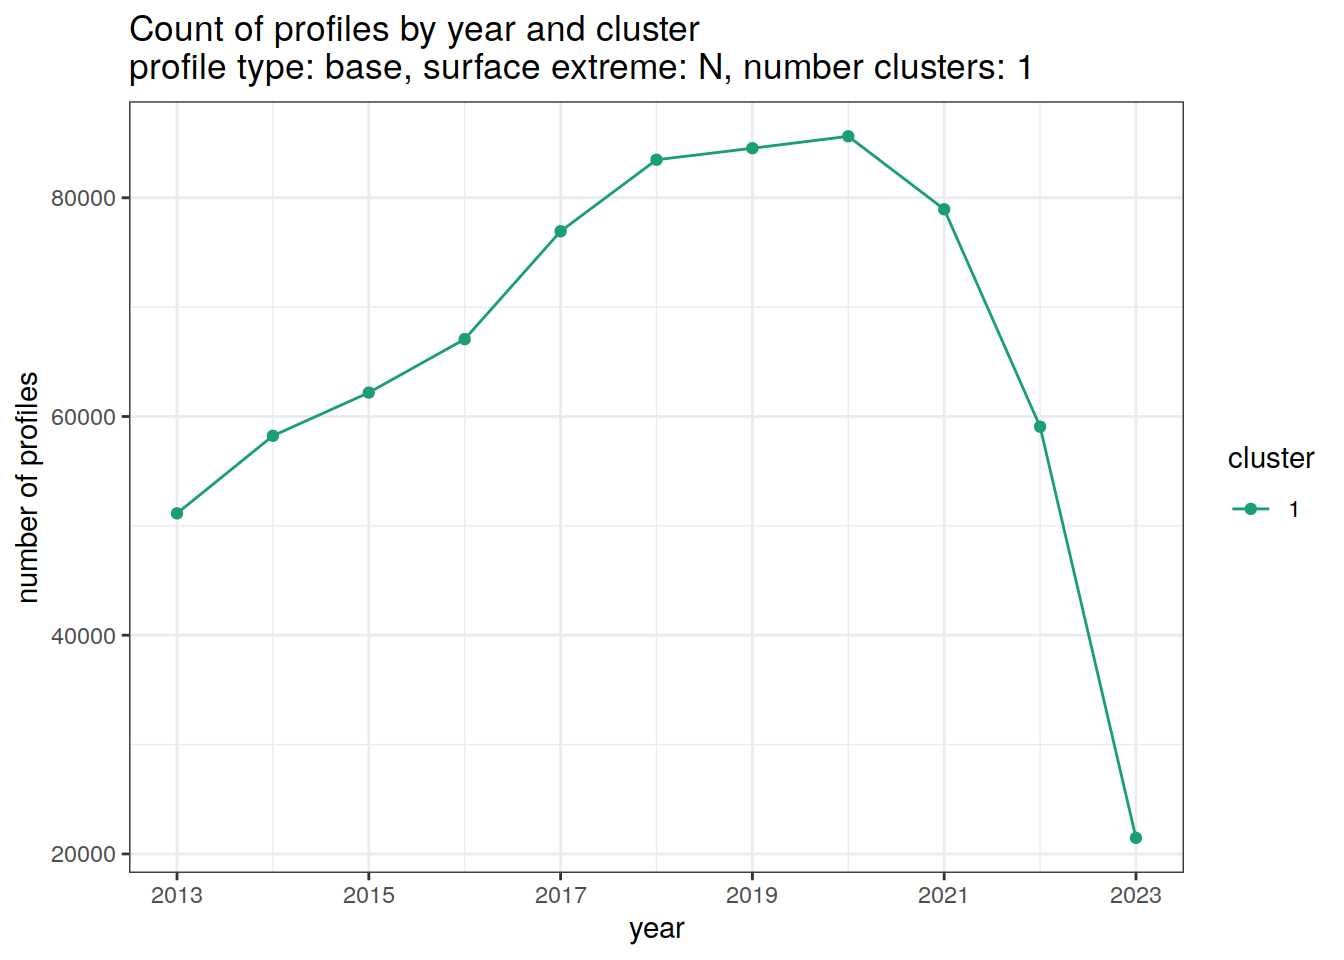 Count of profiles by year and cluster
profile type: base, surface extreme: N, number clusters: 1
80000
60000
40000
20000
number of profiles
2013 2015 2017 2019 2021 2023
year
cluster
1